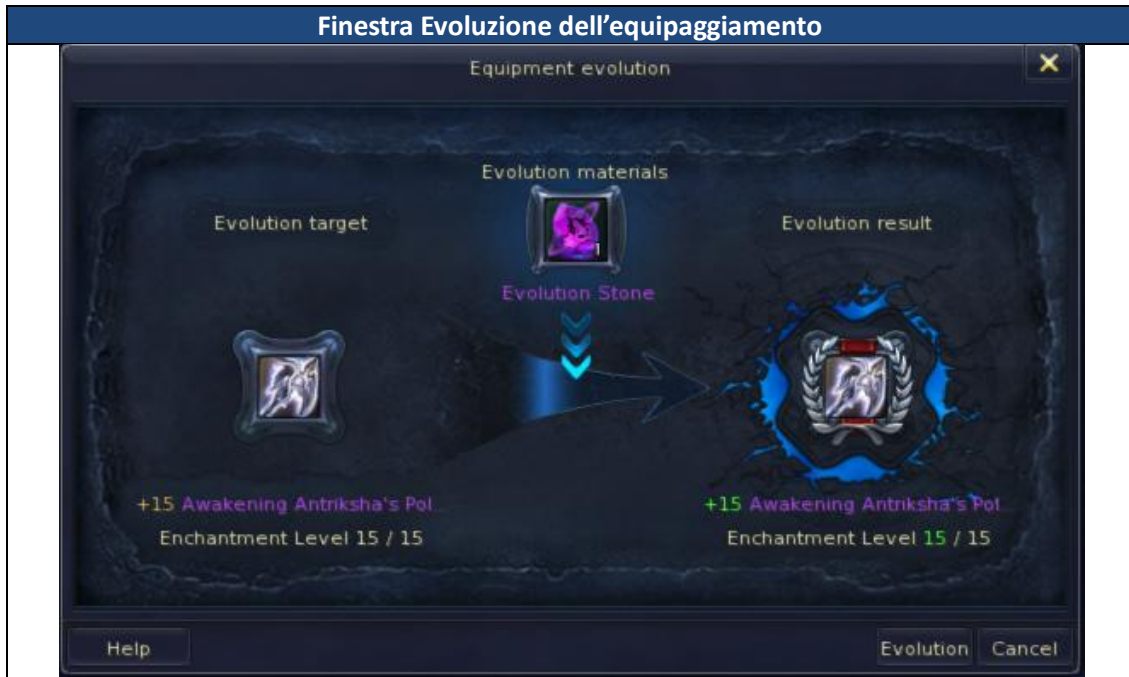 Finestra Evoluzione dell'equipaggiamento
Equipment evolution
Evolution materials
Evolution target
Evolution result
Evolution Stone
+15 Awakening Antriksha's Pol...
+15 Awakening Antriksha's Pol...
Enchantment Level 15 / 15
Enchantment Level 15 / 15
Help
Evolution
Cancel